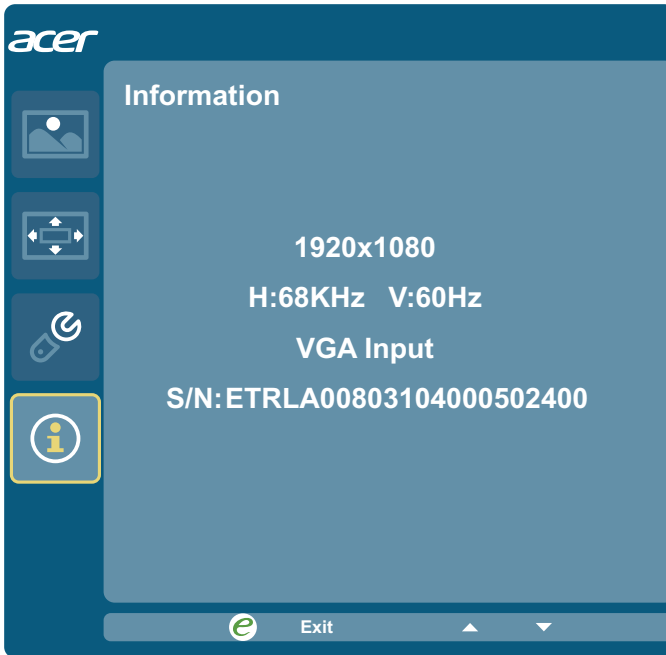 acer
Information
1920x1080
H:68KHz V:60Hz
VGA Input
S/N:ETRLA00803104000502400
e Exit